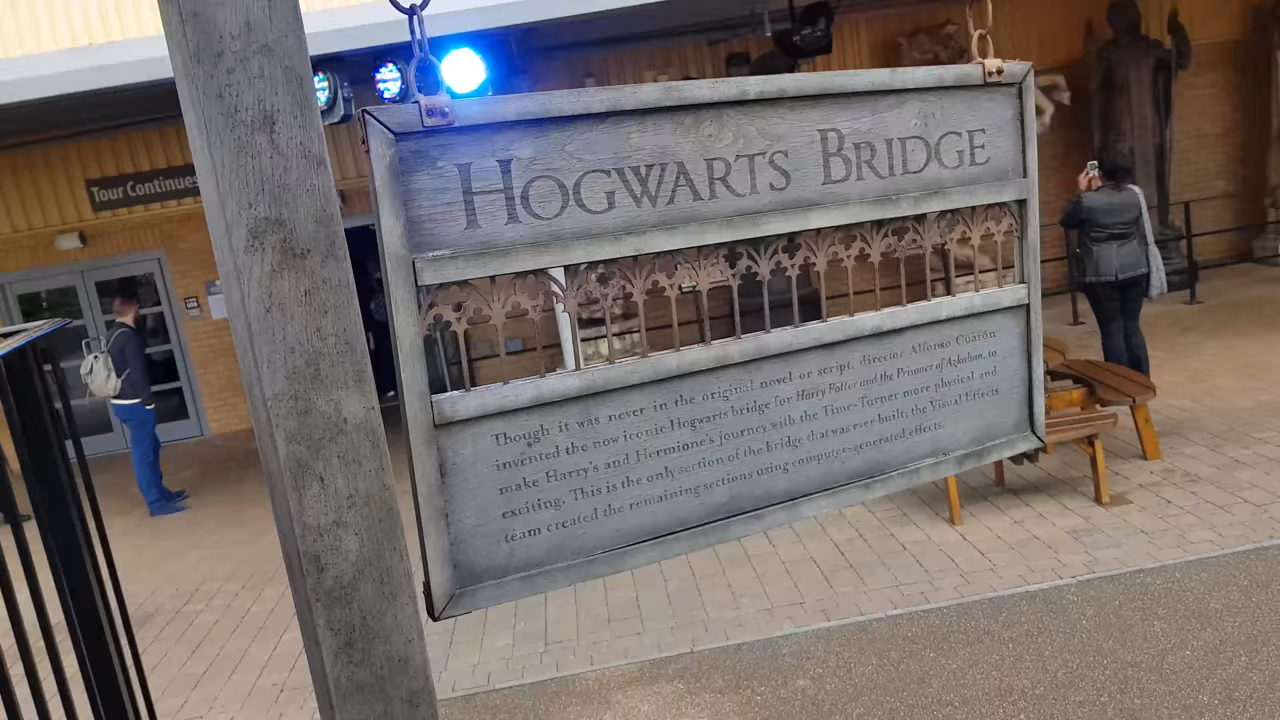 Tour Continues
HOGWARTS BRIDGE
Though it was never in the original novel or script, director Alfonso Cuarón
invented the now iconic Hogwarts bridge for Harry Potter and the Prisoner of Azkaban, to
make Harry's and Hermione's journey with the Time-Turner more physical and
exciting. This is the only section of the bridge that was ever built; the Visual Effects
team created the remaining sections using computer-generated effects.